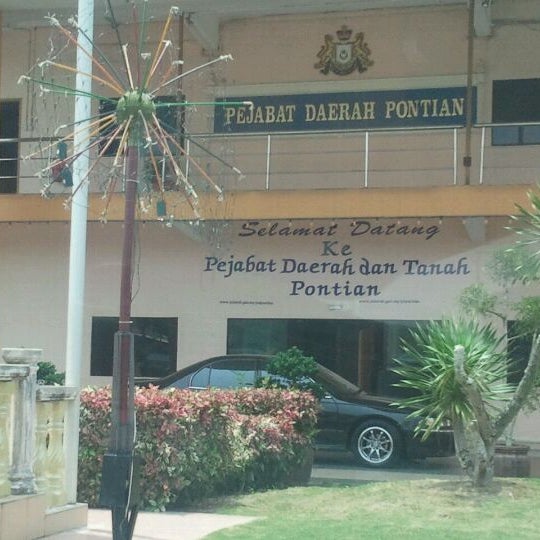 PEJABAT DAERAH PONTIAN
Selamat Datang
Ke
Pejabat Daerah dan Tanah
Pontian